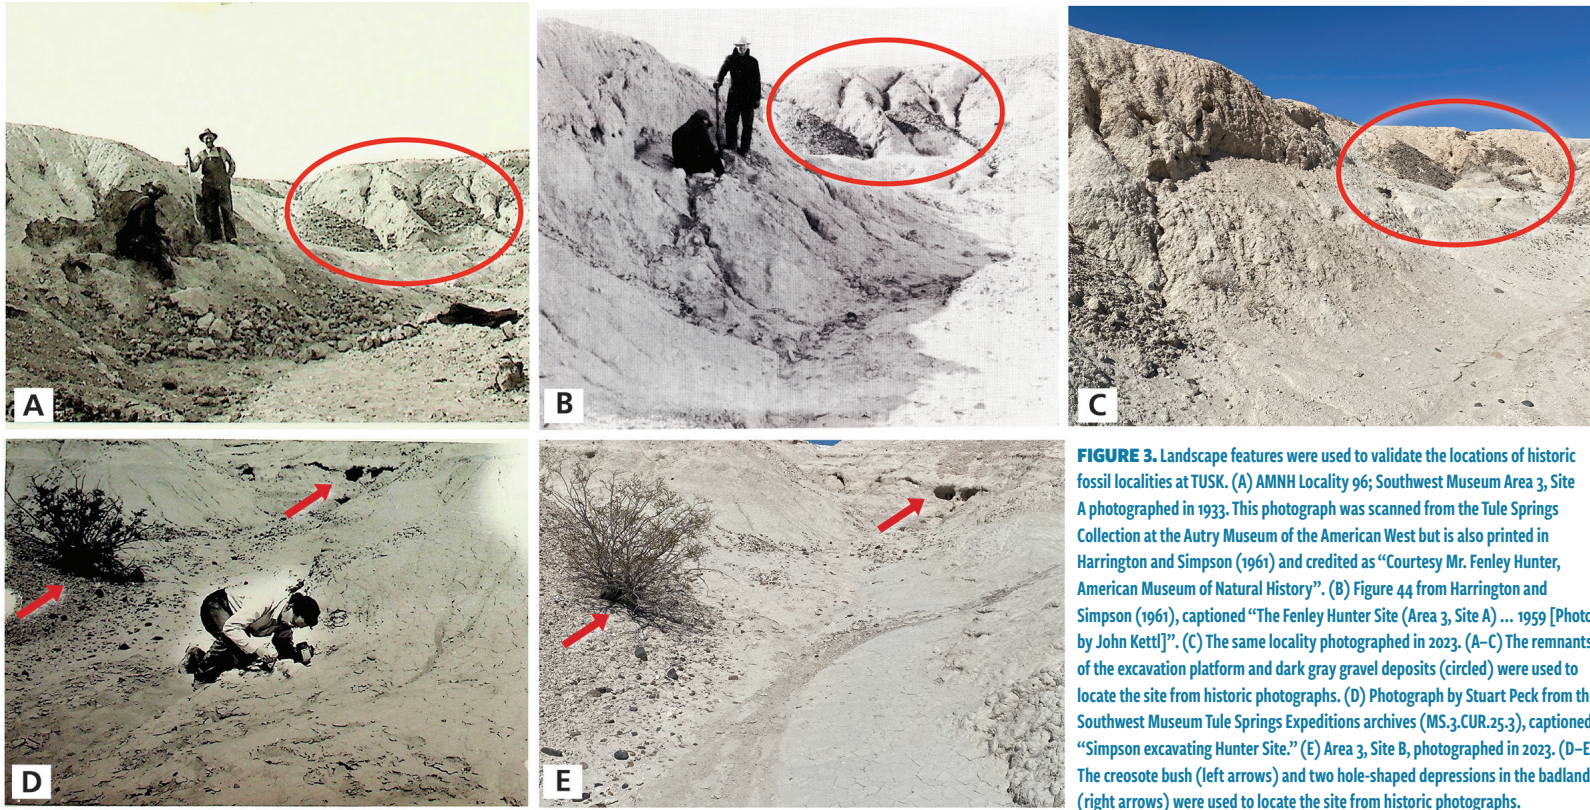 A
B
C
D
E
FIGURE 3. Landscape features were used to validate the locations of historic
fossil localities at TUSK. (A) AMNH Locality 96; Southwest Museum Area 3, Site
A photographed in 1933. This photograph was scanned from the Tule Springs
Collection at the Autry Museum of the American West but is also printed in
Harrington and Simpson (1961) and credited as “Courtesy Mr. Fenley Hunter,
American Museum of Natural History”. (B) Figure 44 from Harrington and
Simpson (1961), captioned “The Fenley Hunter Site (Area 3, Site A) ... 1959 [Photo
by John Kettl]”. (C) The same locality photographed in 2023. (A–C) The remnants
of the excavation platform and dark gray gravel deposits (circled) were used to
locate the site from historic photographs. (D) Photograph by Stuart Peck from th
Southwest Museum Tule Springs Expeditions archives (MS.3.CUR.25.3), captioned
“Simpson excavating Hunter Site.” (E) Area 3, Site B, photographed in 2023. (D–E
The creosote bush (left arrows) and two hole-shaped depressions in the badland
(right arrows) were used to locate the site from historic photographs.